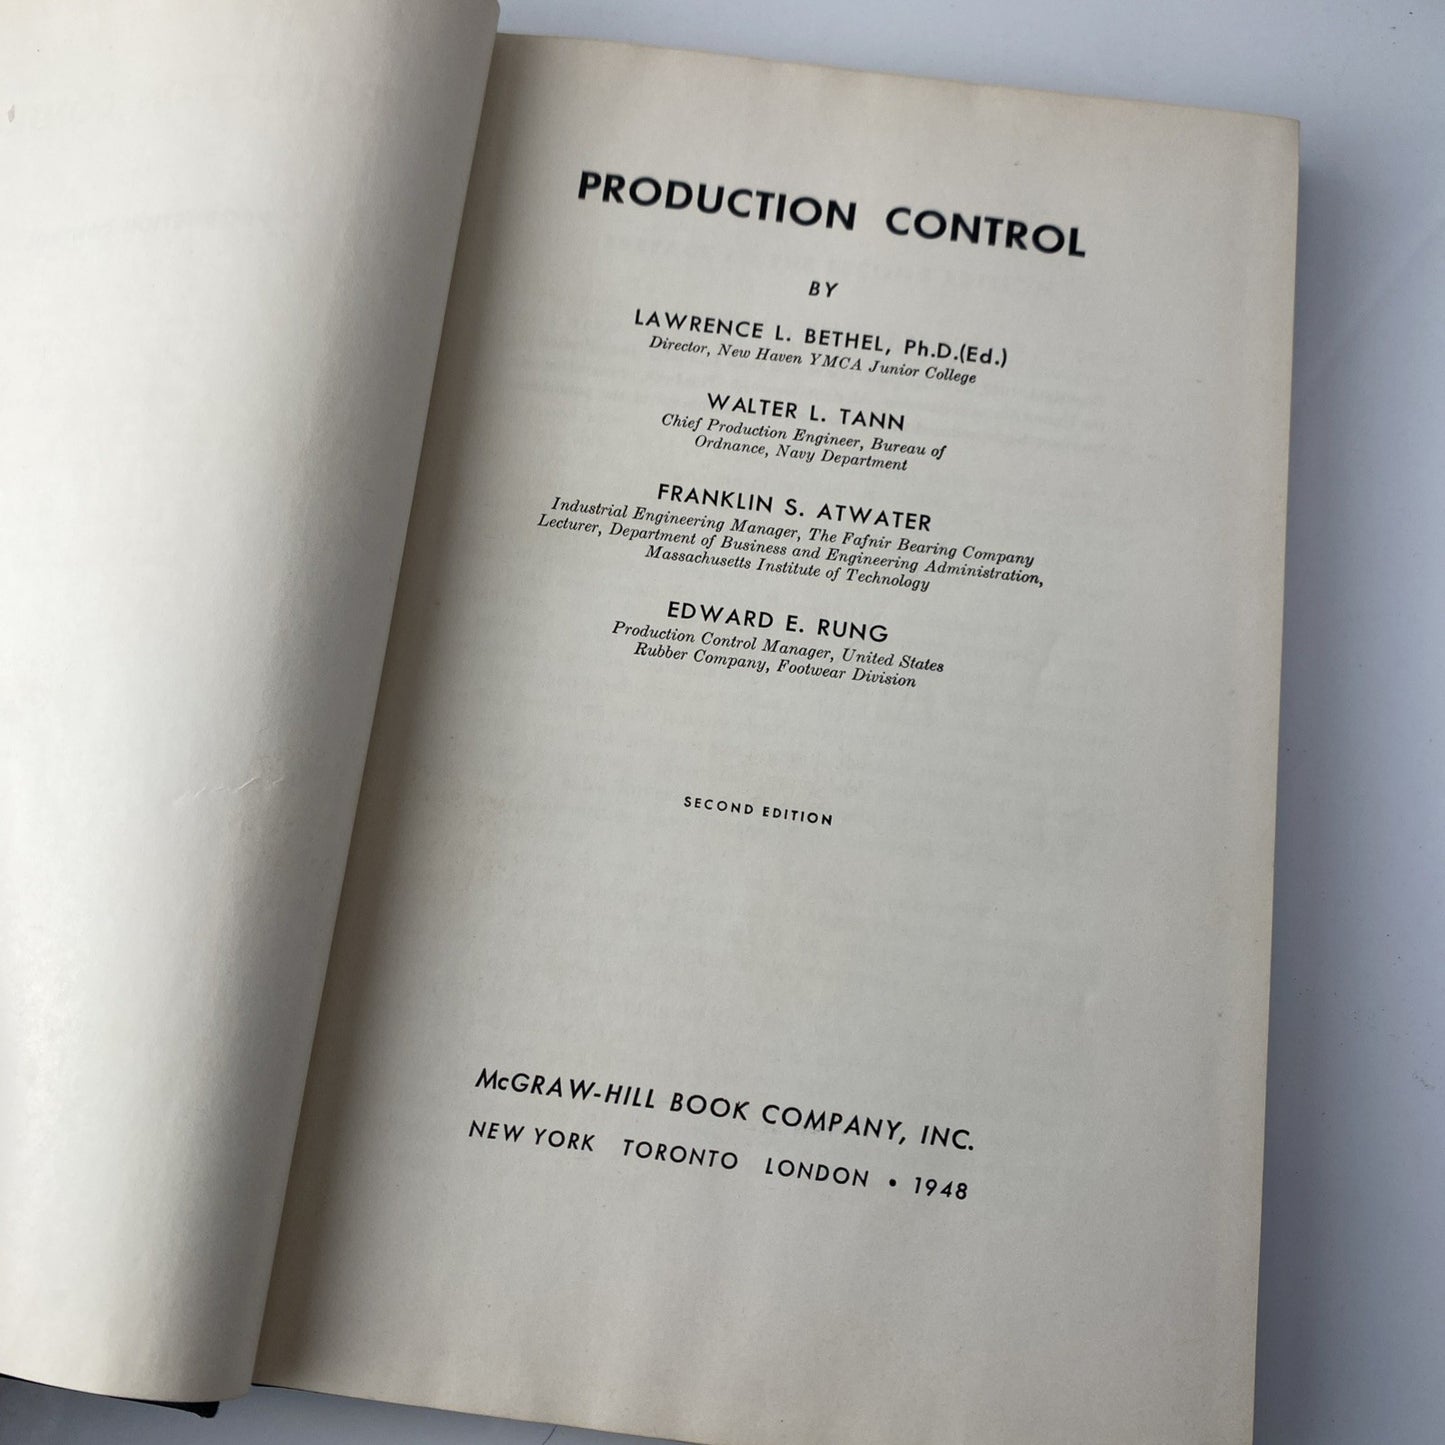 PRODUCTION CONTROL
BY
LAWRENCE L. BETHEL, Ph.D.(Ed.)
Director, New Haven YMCA Junior College
WALTER L. TANN
Chief Production Engineer, Bureau of
Ordnance, Navy Department
FRANKLIN S. ATWATER
Industrial Engineering Manager, The Fafnir Bearing Company
Lecturer, Department of Business and Engineering Administration,
Massachusetts Institute of Technology
EDWARD E. RUNG
Production Control Manager, United States
Rubber Company, Footwear Division
SECOND EDITION
McGRAW-HILL BOOK COMPANY, INC.
NEW YORK TORONTO LONDON • 1948